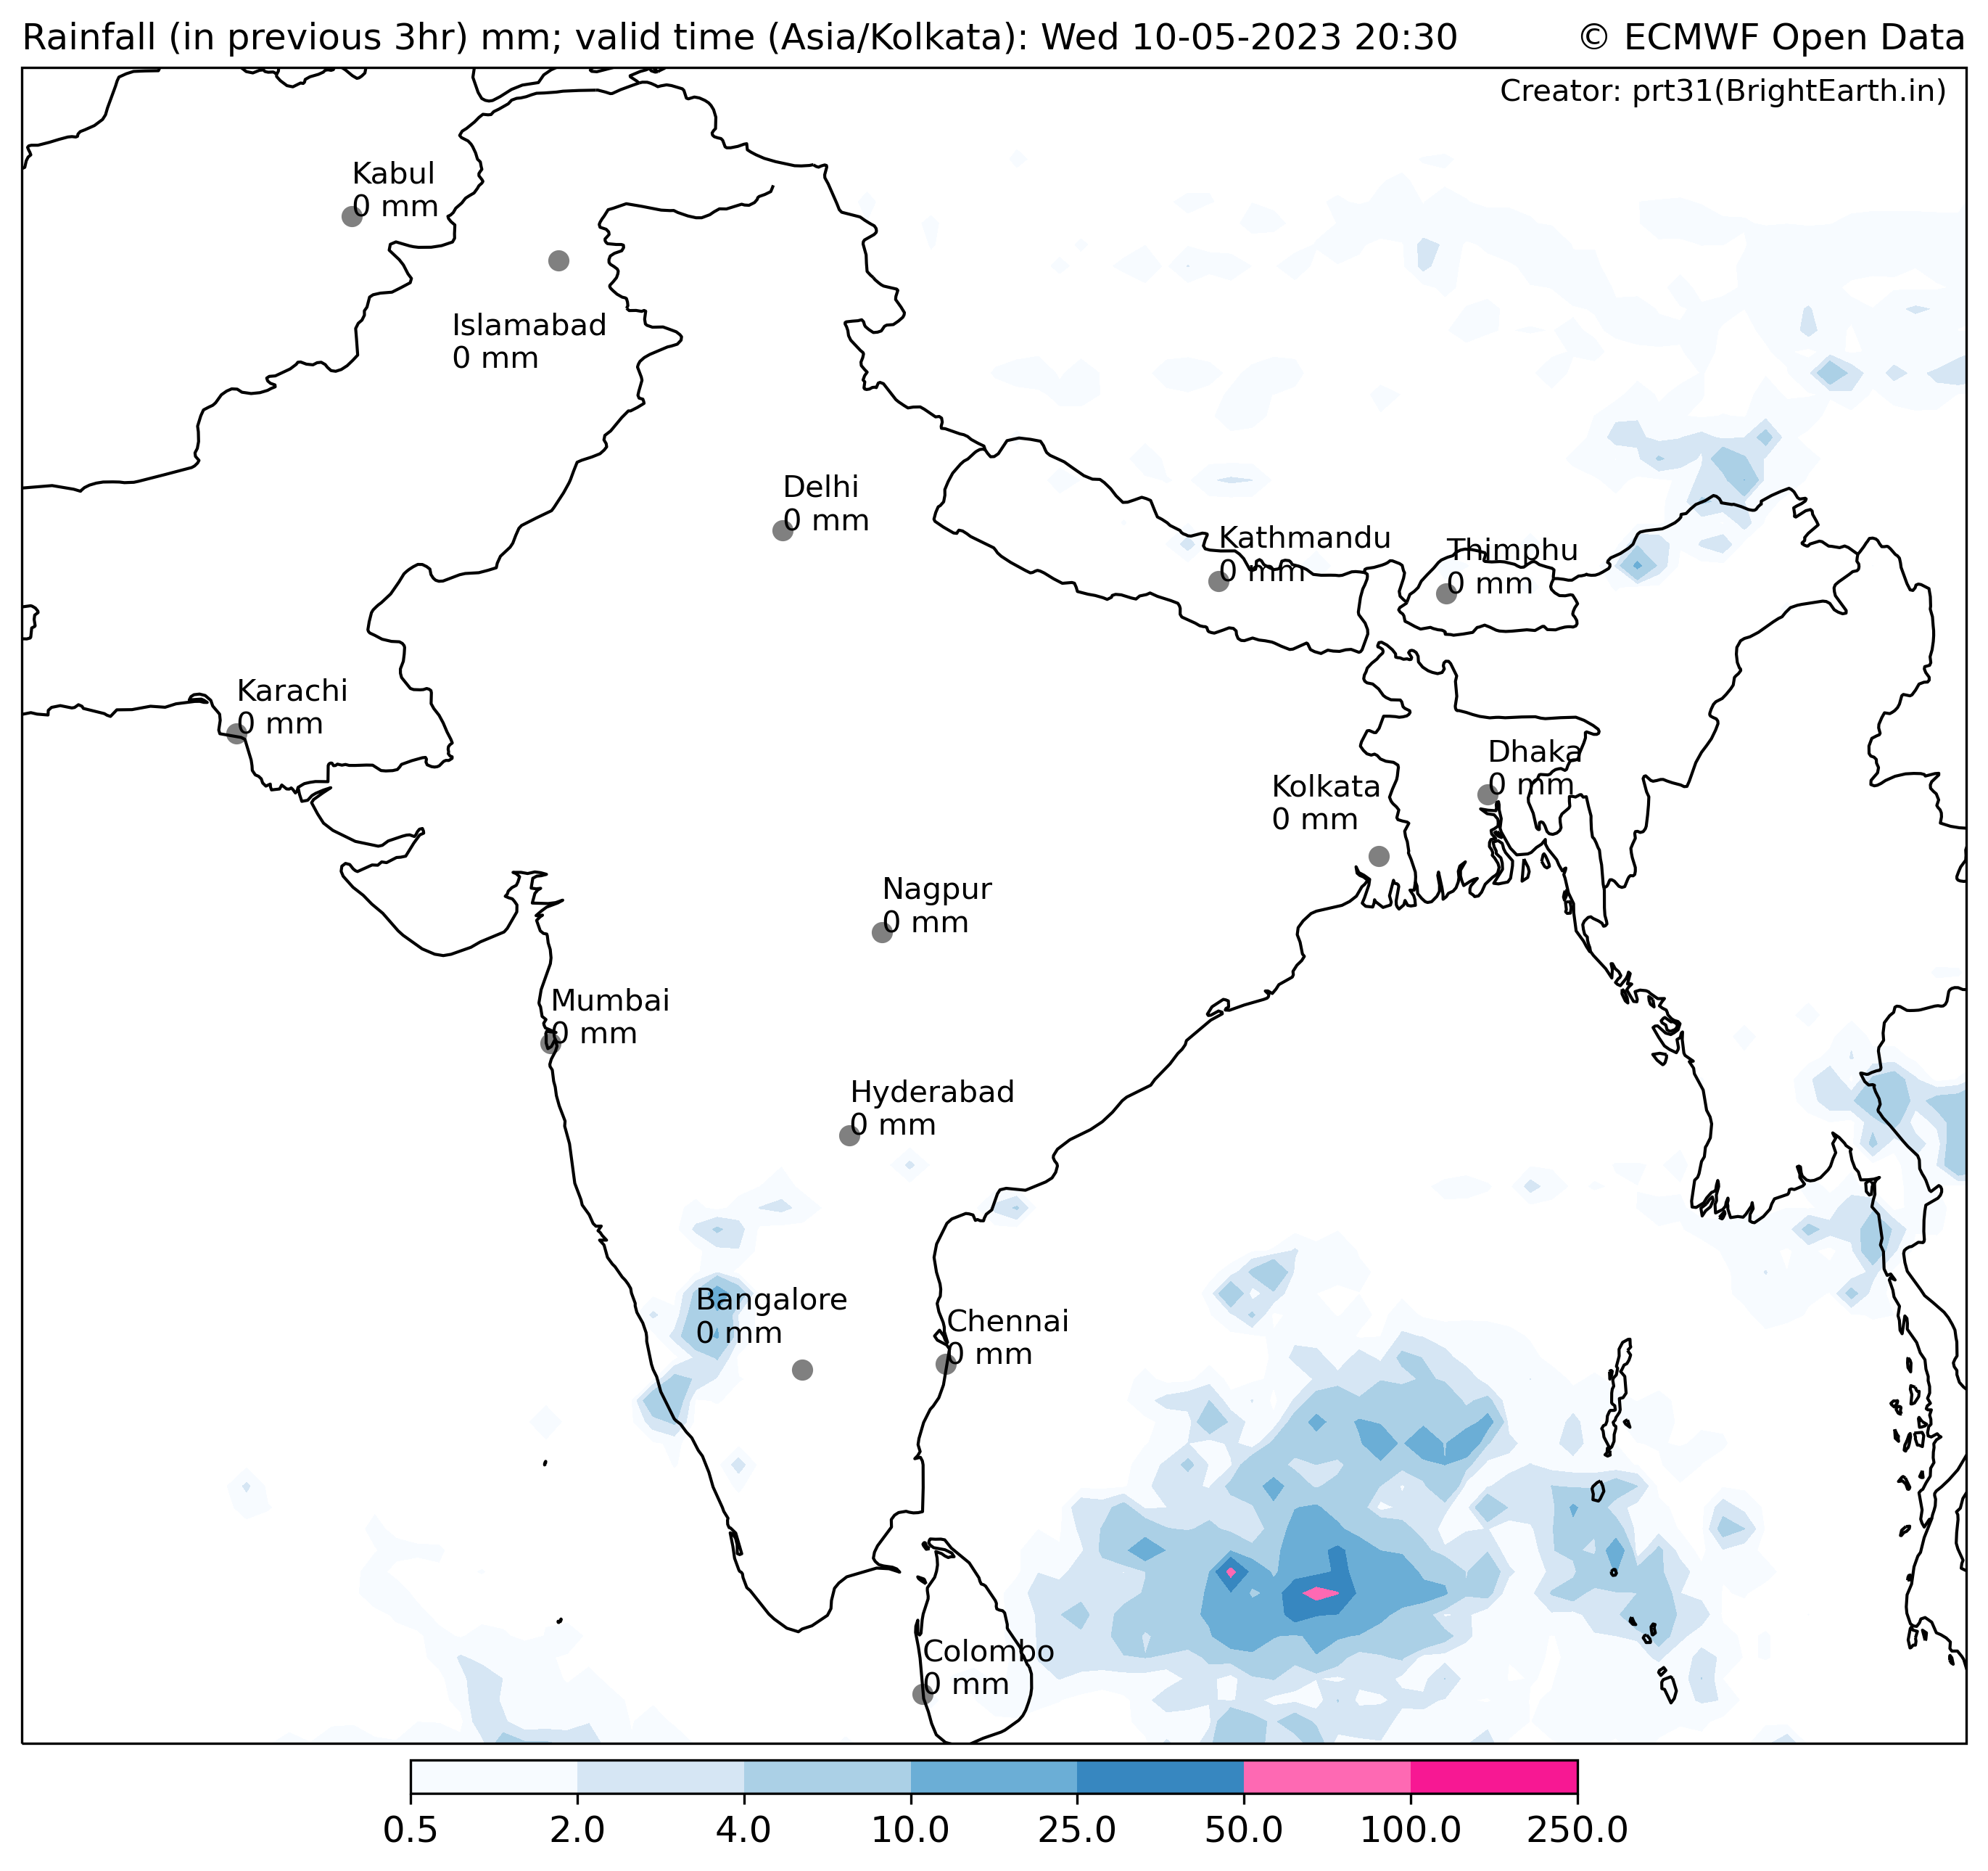 Rainfall (in previous 3hr) mm; valid time (Asia/Kolkata): Wed 10-05-2023 20:30
© ECMWF Open Data
Creator: prt31(BrightEarth.in)
Kabul
0 mm
Islamabad
0 mm
Delhi
0 mm
Kathmandu
0 mm
Thimphu
0 mm
Karachi
0 mm
Dhaka
0 mm
Kolkata
0 mm
Nagpur
0 mm
Mumbai
0 mm
Hyderabad
0 mm
Bangalore
0 mm
Chennai
0 mm
Colombo
0 mm
0.5 2.0 4.0 10.0 25.0 50.0 100.0 250.0